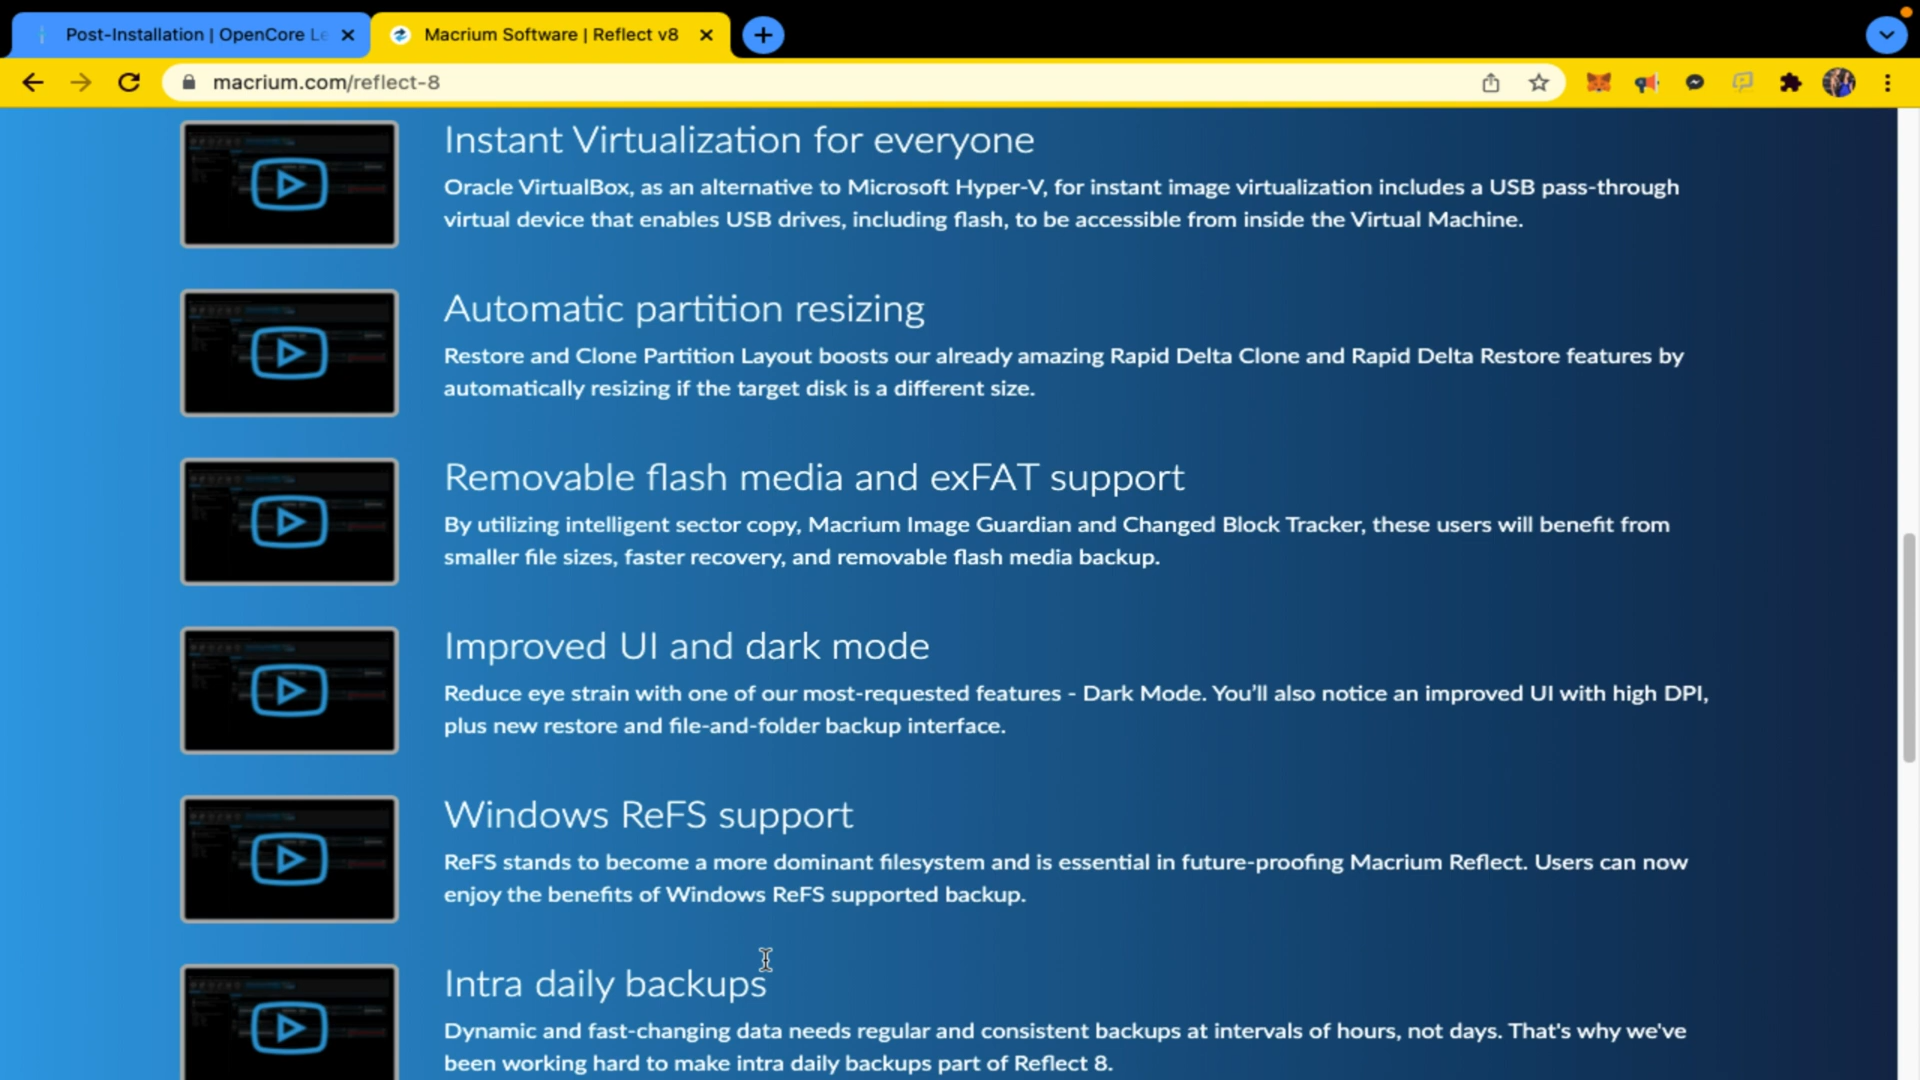 Post-Installation | OpenCore Le
Macrium Software | Reflect v8
macrium.com/reflect-8
Instant Virtualization for everyone
Oracle VirtualBox, as an alternative to Microsoft Hyper-V, for instant image virtualization includes a USB pass-through
virtual device that enables USB drives, including flash, to be accessible from inside the Virtual Machine.
Automatic partition resizing
Restore and Clone Partition Layout boosts our already amazing Rapid Delta Clone and Rapid Delta Restore features by
automatically resizing if the target disk is a different size.
Removable flash media and exFAT support
By utilizing intelligent sector copy, Macrium Image Guardian and Changed Block Tracker, these users will benefit from
smaller file sizes, faster recovery, and removable flash media backup.
Improved UI and dark mode
Reduce eye strain with one of our most-requested features - Dark Mode. You’ll also notice an improved UI with high DPI,
plus new restore and file-and-folder backup interface.
Windows ReFS support
ReFS stands to become a more dominant filesystem and is essential in future-proofing Macrium Reflect. Users can now
enjoy the benefits of Windows ReFS supported backup.
Intra daily backups
Dynamic and fast-changing data needs regular and consistent backups at intervals of hours, not days. That's why we've
been working hard to make intra daily backups part of Reflect 8.